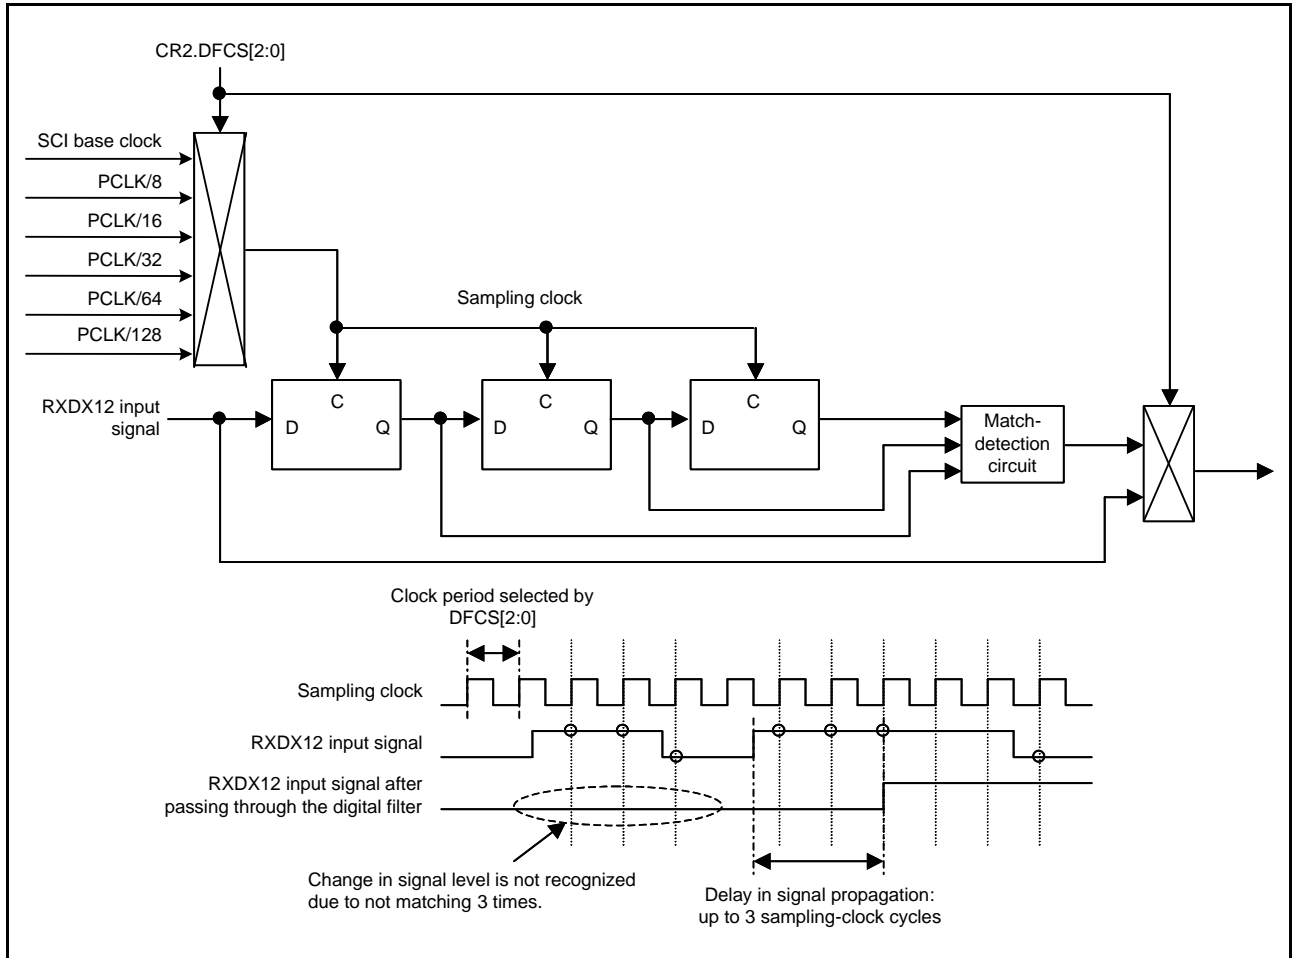 CR2.DFCS[2:0]
SCI base clock
PCLK/8
PCLK/16
PCLK/32
PCLK/64
PCLK/128
Sampling clock
RXDX12 input
signal
C
D
Q
C
D
Q
C
D
Q
Match-
detection
circuit
Clock period selected by
DFCS[2:0]
Sampling clock
RXDX12 input signal
RXDX12 input signal after
passing through the digital filter
Change in signal level is not recognized
due to not matching 3 times.
Delay in signal propagation:
up to 3 sampling-clock cycles